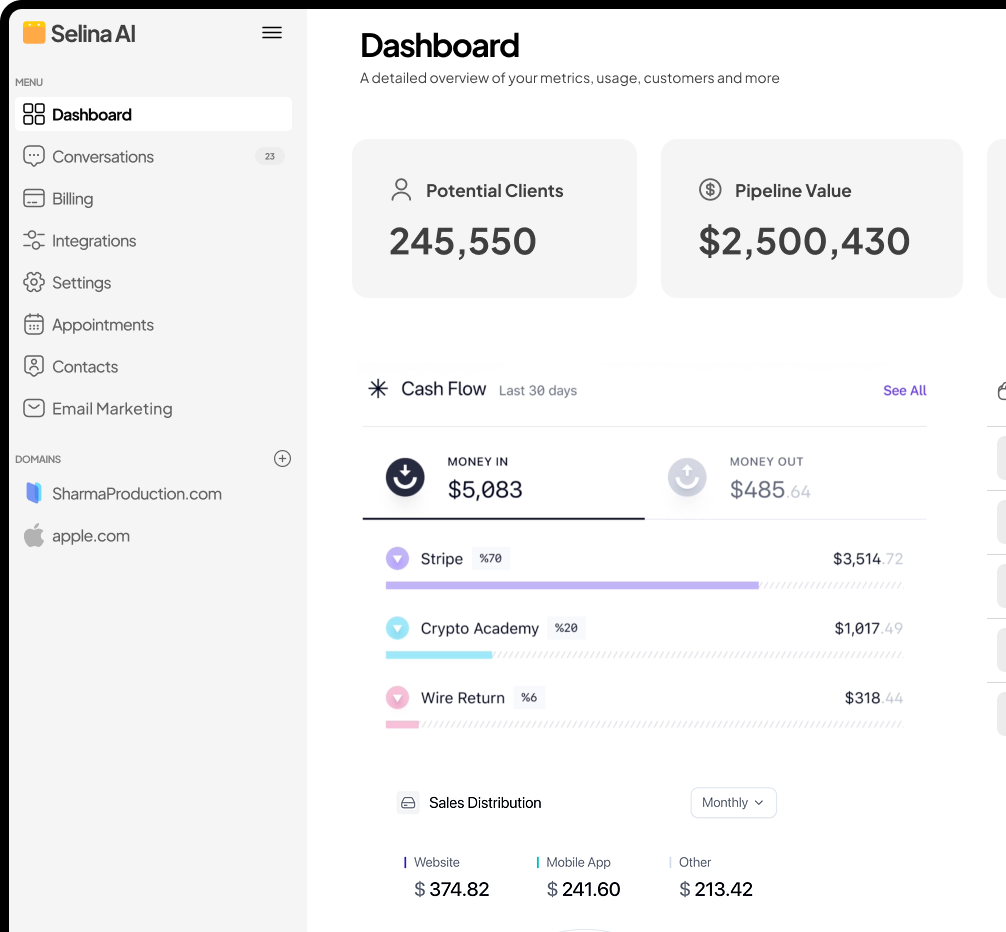 Selina AI
MENU
Dashboard
Conversations 23
Billing
Integrations
Settings
Appointments
Contacts
Email Marketing
DOMAINS
SharmaProduction.com
apple.com
Dashboard
A detailed overview of your metrics, usage, customers and more
Potential Clients
245,550
Pipeline Value
$2,500,430
Cash Flow Last 30 days See All
MONEY IN
$5,083
MONEY OUT
$485.64
Stripe %70 $3,514.72
Crypto Academy %20 $1,017.49
Wire Return %6 $318.44
Sales Distribution Monthly
Website Mobile App Other
$ 374.82 $ 241.60 $ 213.42